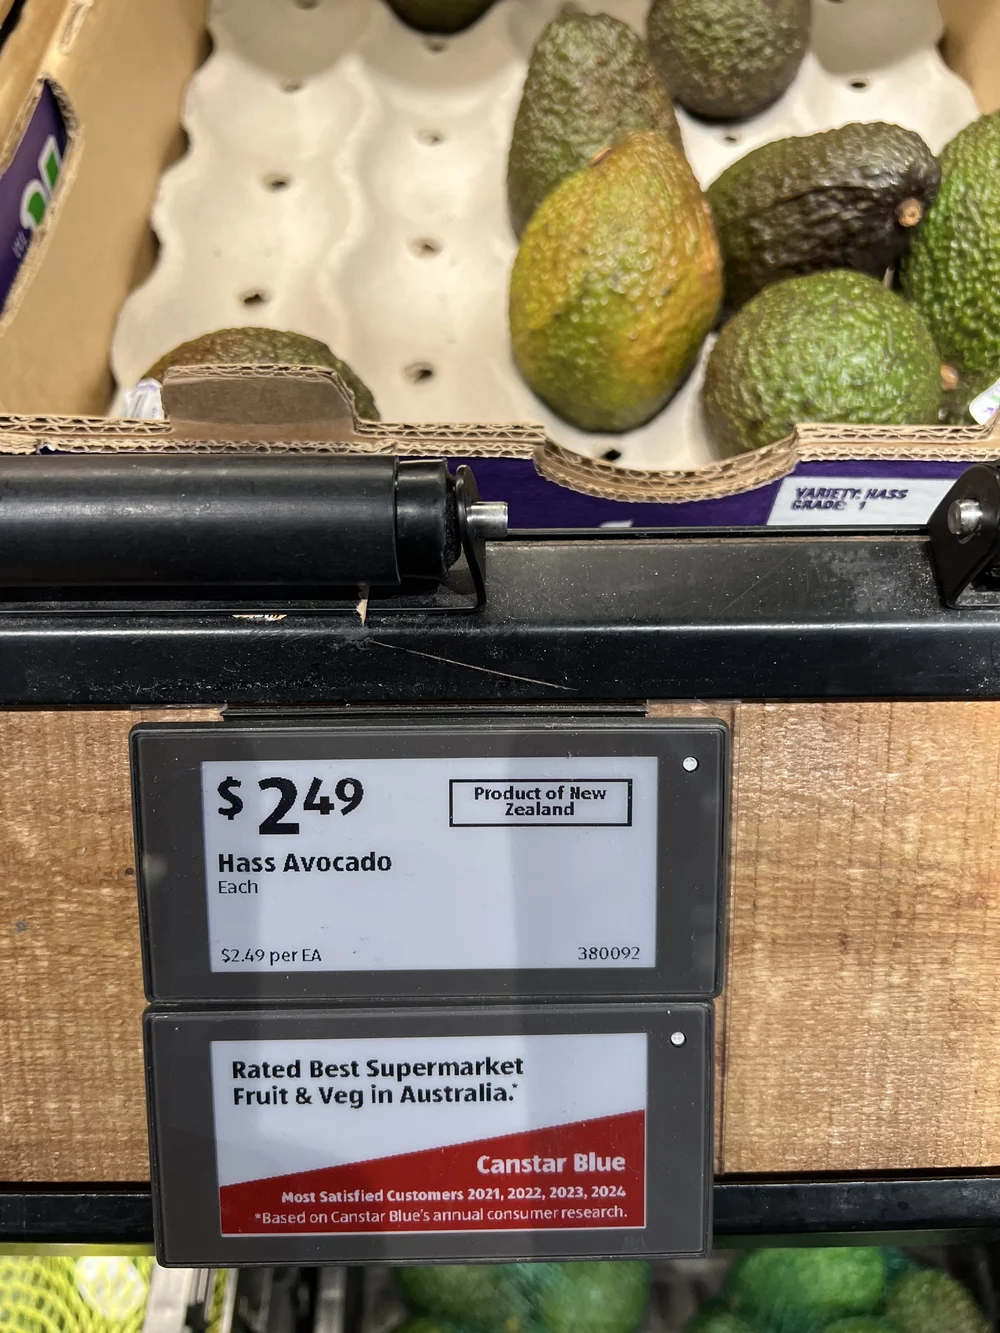 VARIETY: HASS
GRADE: 1
$2.49
Product of New
Zealand
Hass Avocado
Each
$2.49 per EA
380092
Rated Best Supermarket
Fruit & Veg in Australia.*
Canstar Blue
Most Satisfied Customers 2021, 2022, 2023, 2024
*Based on Canstar Blue's annual consumer research.